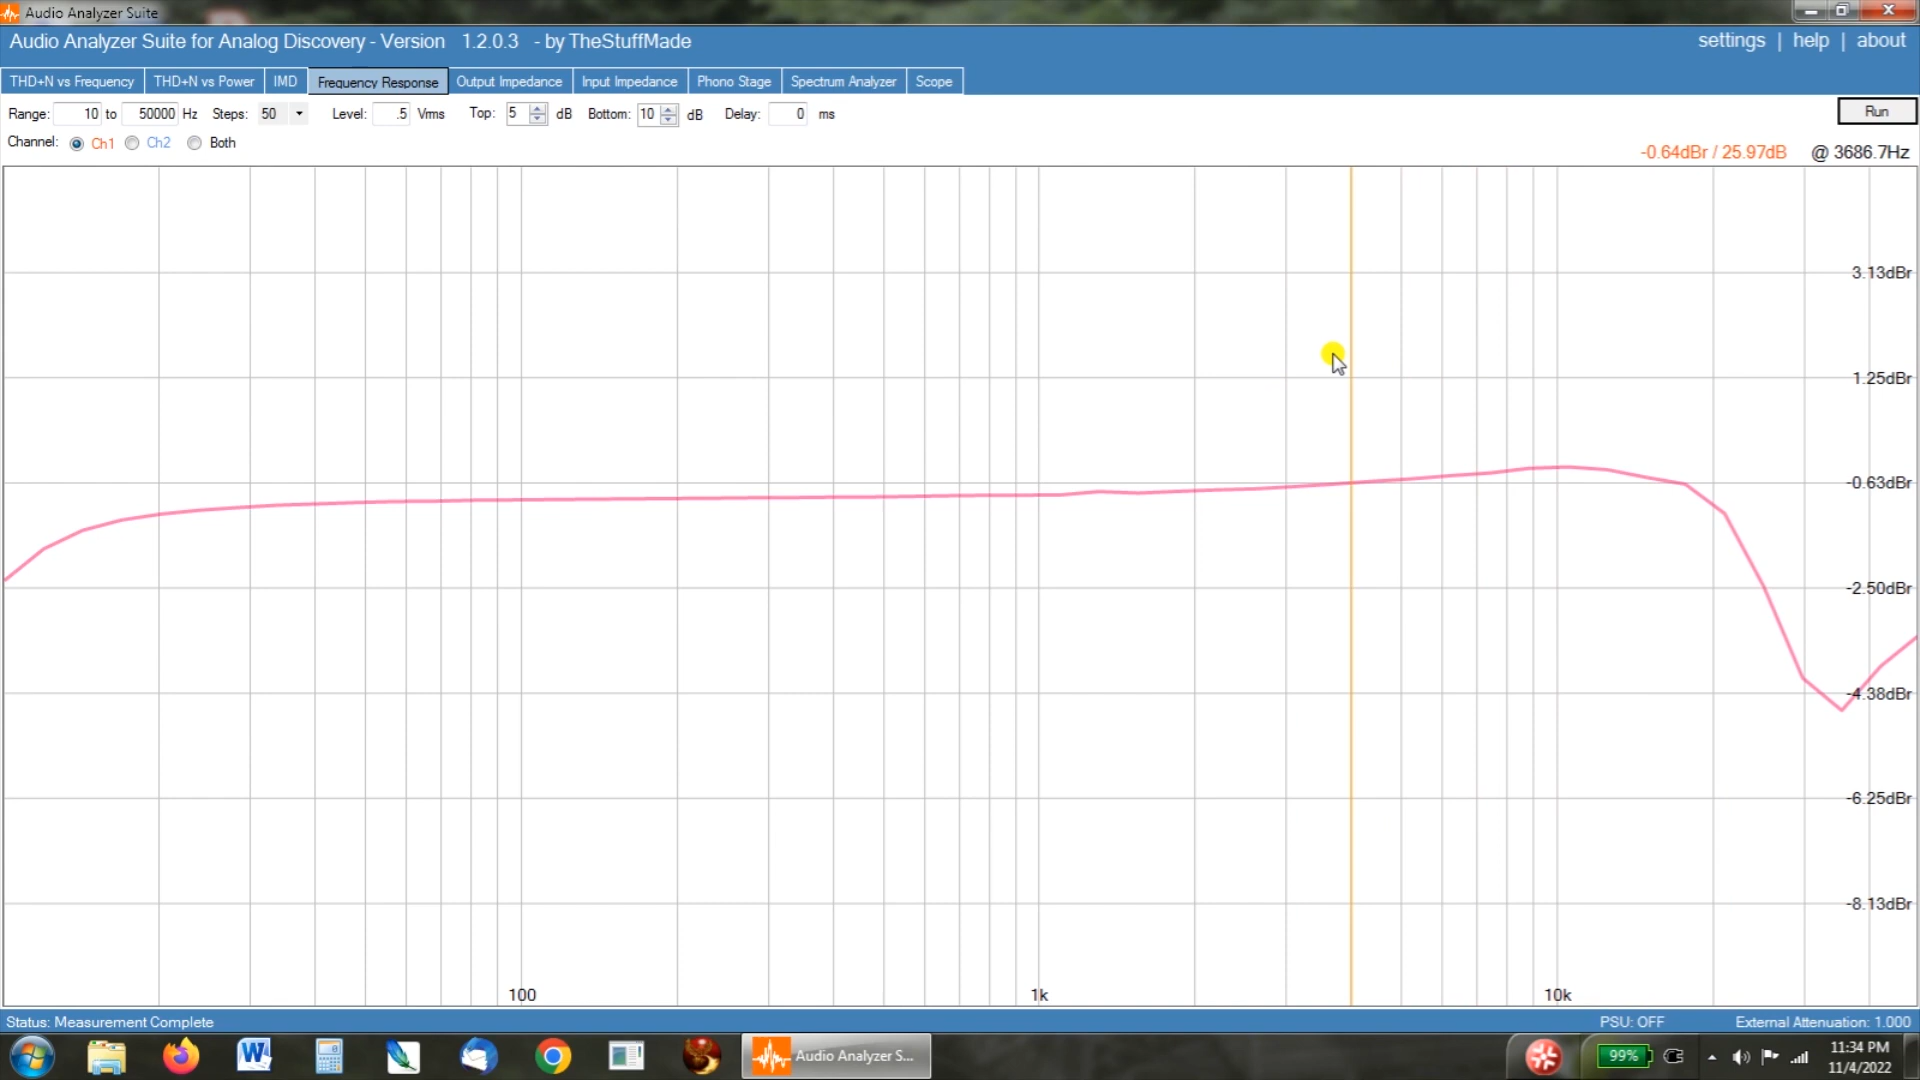 Audio Analyzer Suite
Audio Analyzer Suite for Analog Discovery - Version 1.2.0.3 - by TheStuffMade
settings | help | about
THD+N vs Frequency THD+N vs Power IMD Frequency Response Output Impedance Input Impedance Phono Stage Spectrum Analyzer Scope
Range: 10 to 50000 Hz Steps: 50 Level: .5 Vrms Top: 5 dB Bottom: 10 dB Delay: 0 ms Run
Channel: Ch1 Ch2 Both
-0.64dBr / 25.97dB @ 3686.7Hz
3.13dBr
1.25dBr
-0.63dBr
-2.50dBr
-4.38dBr
-6.25dBr
-8.13dBr
100 1k 10k
Status: Measurement Complete PSU: OFF External Attenuation: 1.000
Audio Analyzer S...
99%
11:34 PM
11/4/2022